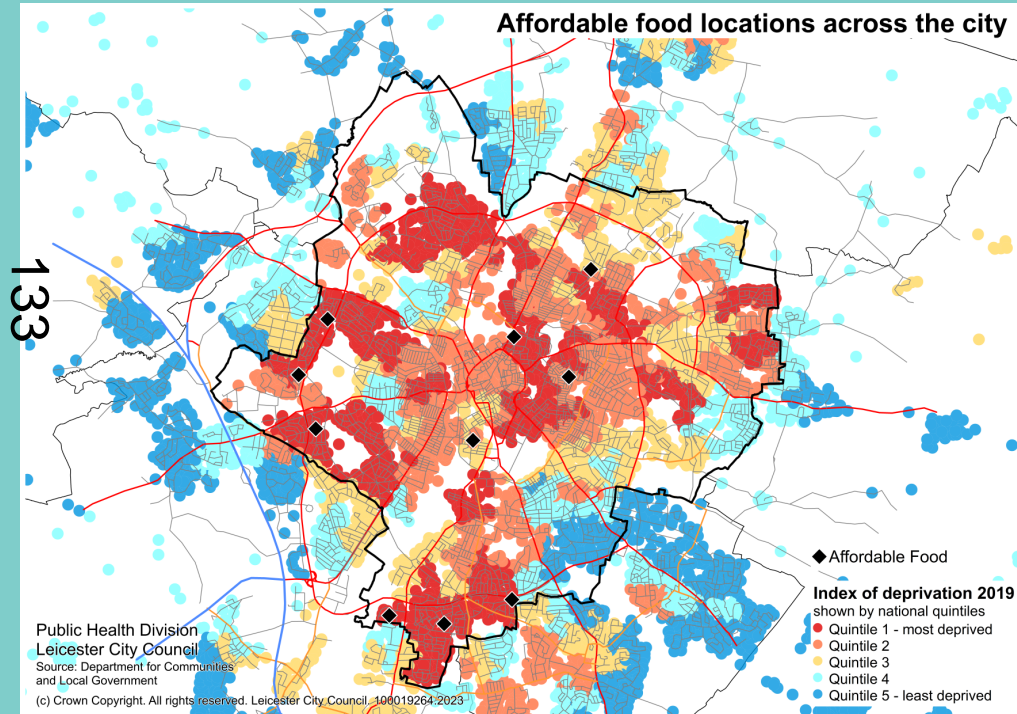 Affordable food locations across the city
133
Affordable Food
Index of deprivation 2019
shown by national quintiles
Quintile 1 - most deprived
Quintile 2
Quintile 3
Quintile 4
Quintile 5 - least deprived
Public Health Division
Leicester City Council
Source: Department for Communities
and Local Government
(c) Crown Copyright. All rights reserved. Leicester City Council. 100019264.2023